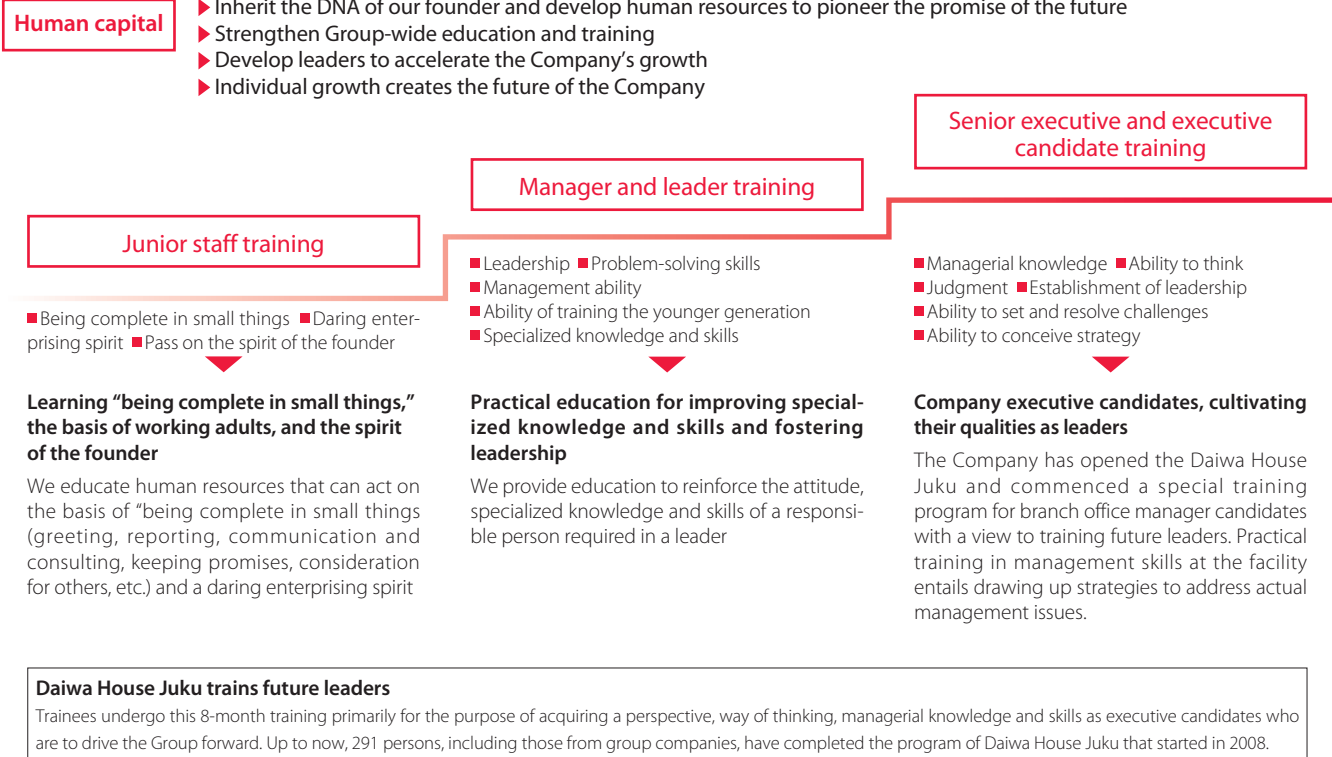 Human capital
▶Inherit the DNA of our founder and develop human resources to pioneer the promise of the future
▶Strengthen Group-wide education and training
▶Develop leaders to accelerate the Company's growth
▶Individual growth creates the future of the Company
Junior staff training
■Being complete in small things ■Daring enter-
prising spirit ■Pass on the spirit of the founder
Learning “being complete in small things,”
the basis of working adults, and the spirit
of the founder
We educate human resources that can act on
the basis of “being complete in small things
(greeting, reporting, communication and
consulting, keeping promises, consideration
for others, etc.) and a daring enterprising spirit
Manager and leader training
■Leadership ■Problem-solving skills
■Management ability
■Ability of training the younger generation
■Specialized knowledge and skills
Practical education for improving special-
ized knowledge and skills and fostering
leadership
We provide education to reinforce the attitude,
specialized knowledge and skills of a responsi-
ble person required in a leader
Senior executive and executive
candidate training
■Managerial knowledge ■Ability to think
■Judgment ■Establishment of leadership
■Ability to set and resolve challenges
■Ability to conceive strategy
Company executive candidates, cultivating
their qualities as leaders
The Company has opened the Daiwa House
Juku and commenced a special training
program for branch office manager candidates
with a view to training future leaders. Practical
training in management skills at the facility
entails drawing up strategies to address actual
management issues.
Daiwa House Juku trains future leaders
Trainees undergo this 8-month training primarily for the purpose of acquiring a perspective, way of thinking, managerial knowledge and skills as executive candidates who
are to drive the Group forward. Up to now, 291 persons, including those from group companies, have completed the program of Daiwa House Juku that started in 2008.